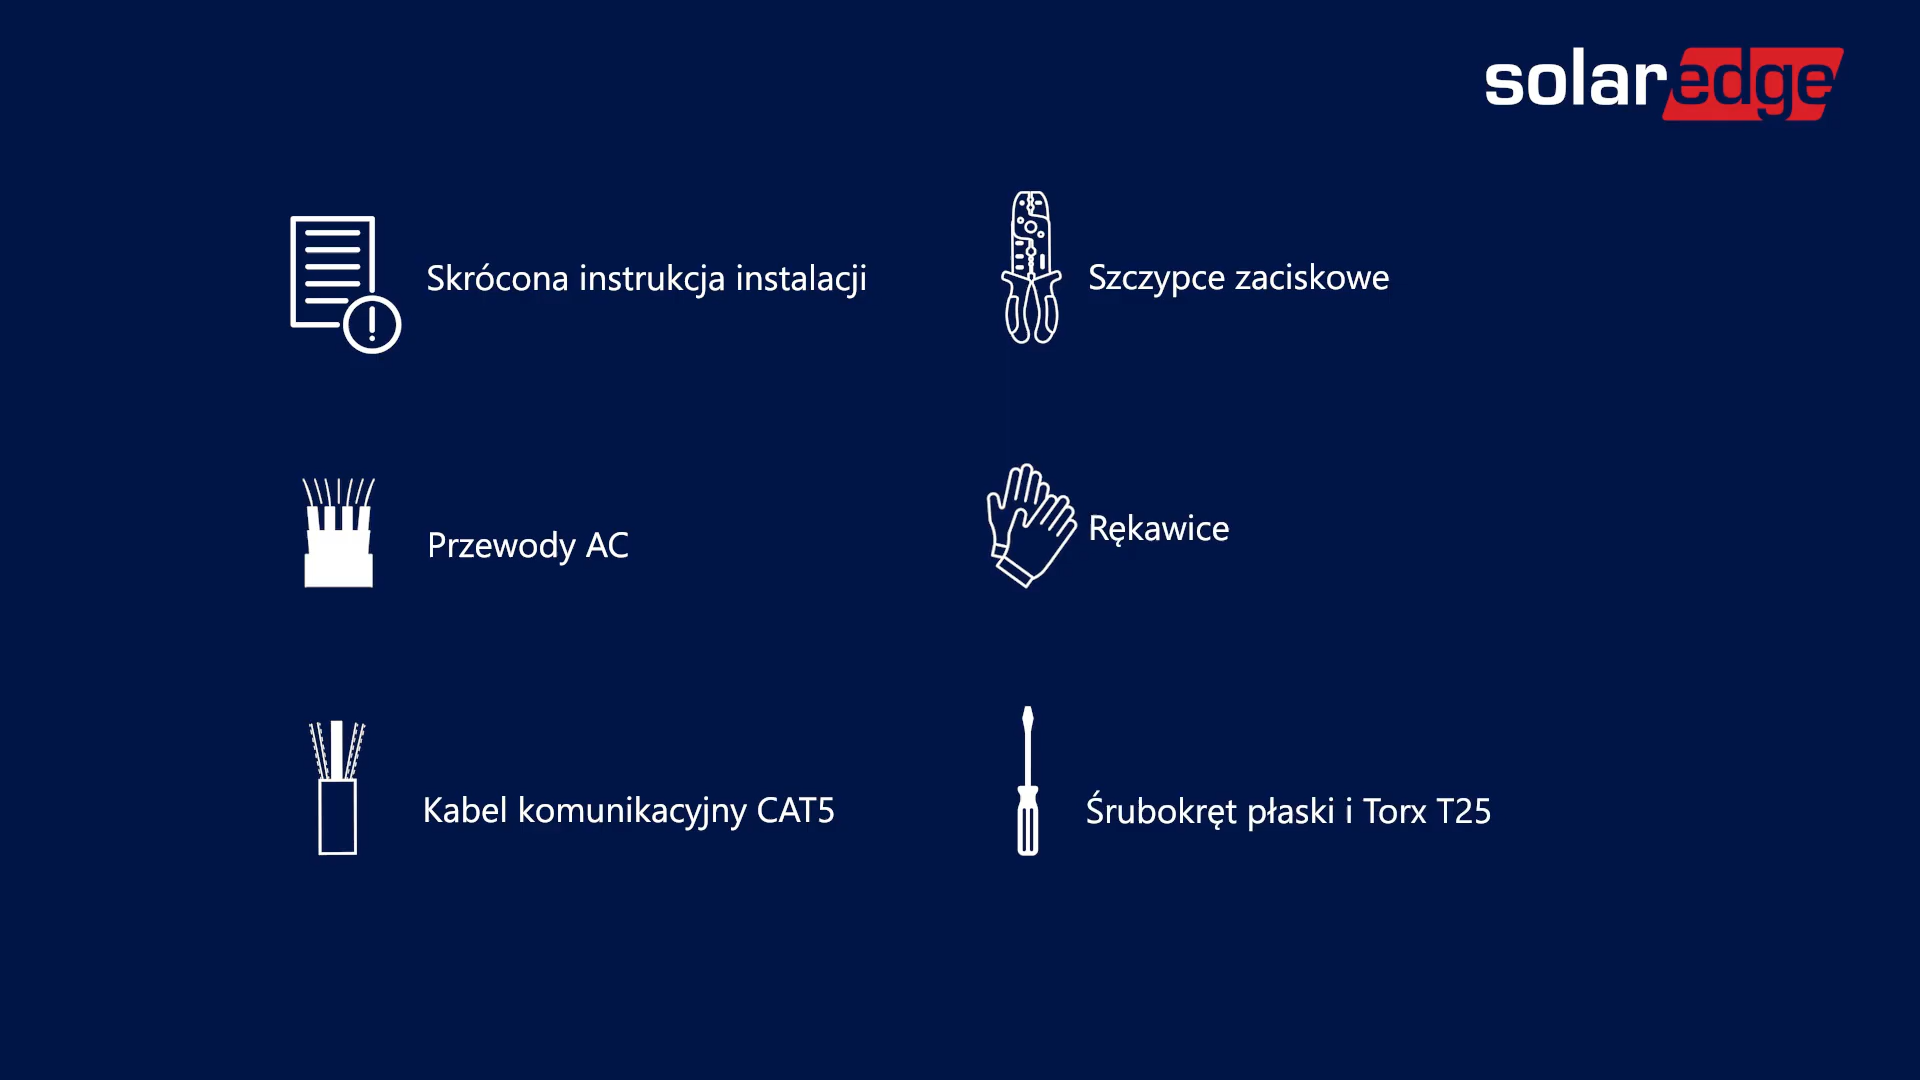 solaredge
Skrócona instrukcja instalacji
Szczypce zaciskowe
Przewody AC
Rękawice
Kabel komunikacyjny CAT5
Śrubokręt płaski i Torx T25